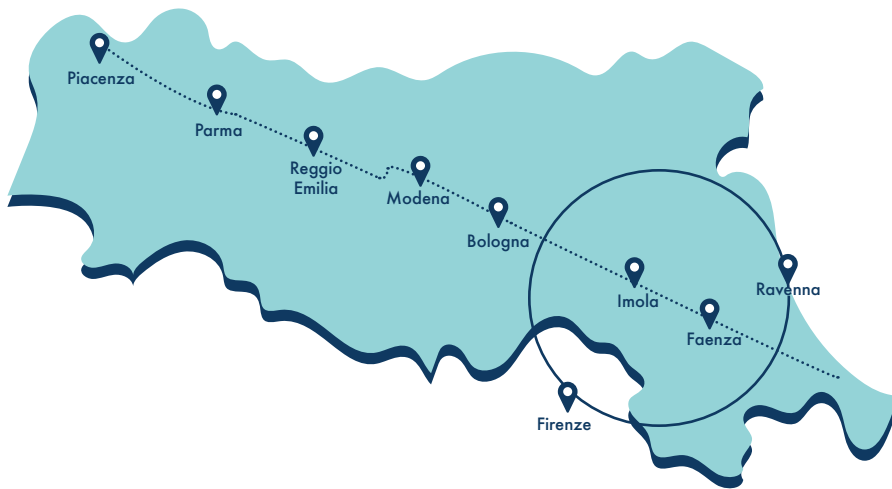 Piacenza
Parma
Reggio
Emilia
Modena
Bologna
Imola
Ravenna
Faenza
Firenze